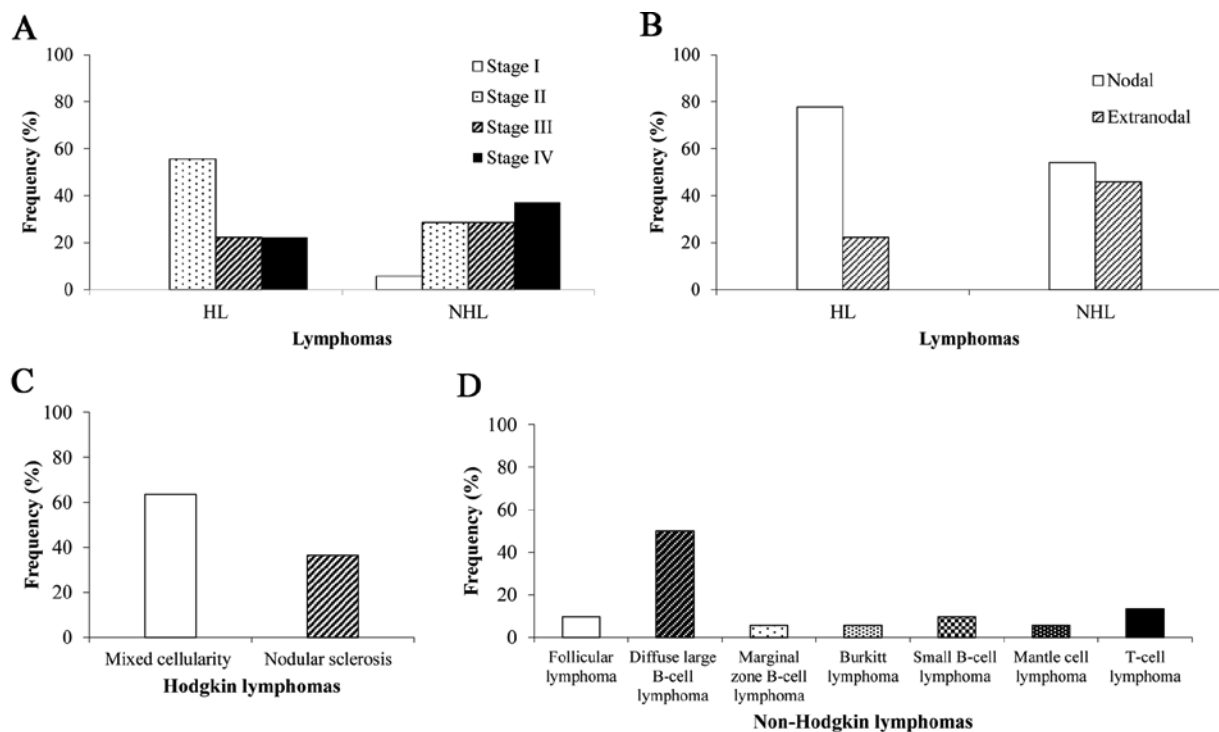 A
100
80
60
40
20
0
Frequency (%)
Stage I
Stage II
Stage III
Stage IV
HL
NHL
Lymphomas
B
100
80
60
40
20
0
Frequency (%)
Nodal
Extranodal
HL
NHL
Lymphomas
C
100
80
60
40
20
0
Frequency (%)
Mixed cellularity
Nodular sclerosis
Hodgkin lymphomas
D
100
80
60
40
20
0
Frequency (%)
Follicular
lymphoma
Diffuse large
B-cell
lymphoma
Marginal
zone B-cell
lymphoma
Burkitt
lymphoma
Small B-cell
lymphoma
Mantle cell
lymphoma
T-cell
lymphoma
Non-Hodgkin lymphomas